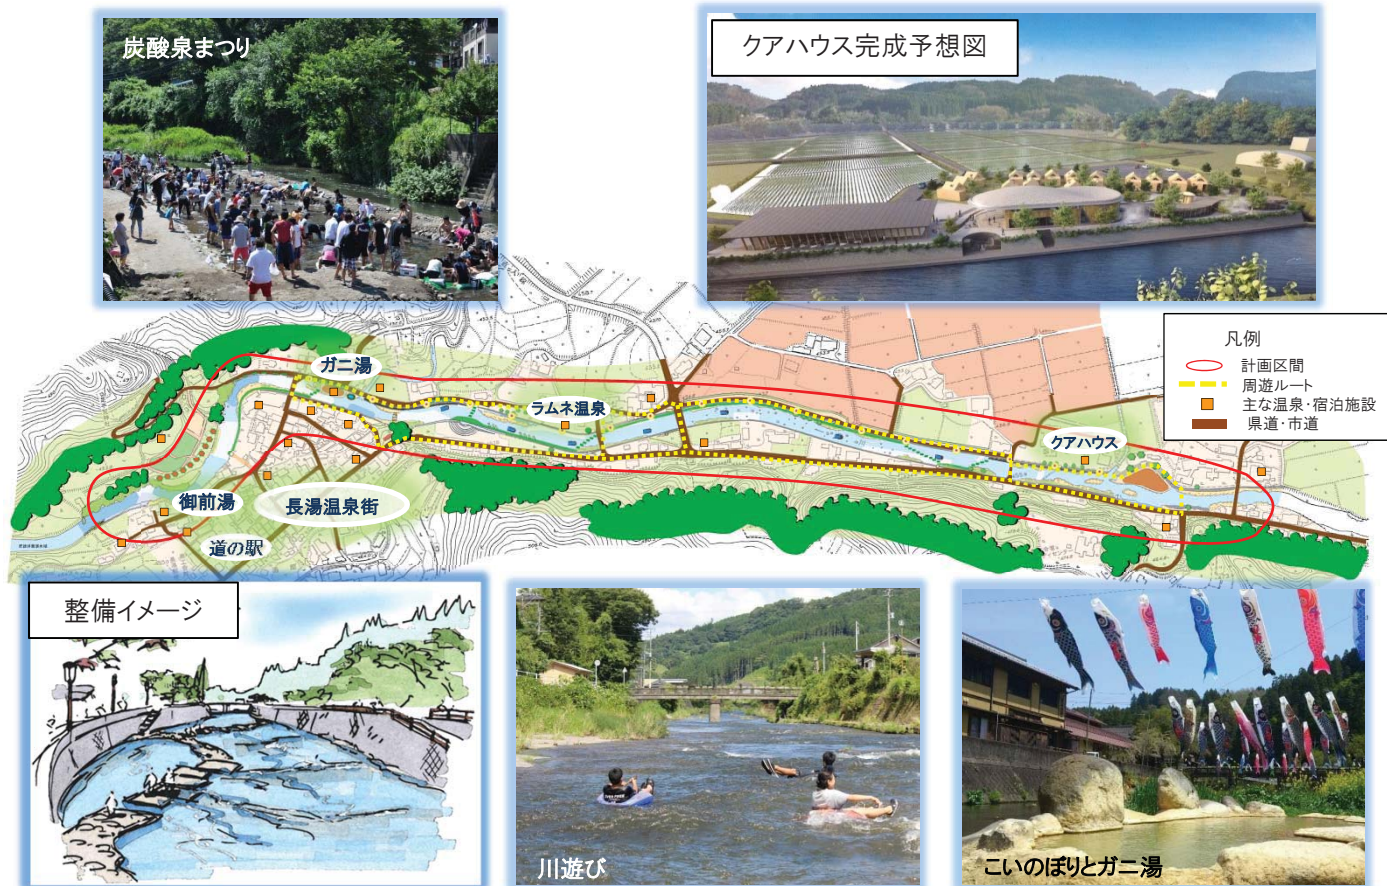 炭酸泉まつり
クアハウス完成予想図
凡例
計画区間
周遊ルート
主な温泉・宿泊施設
県道・市道
ガニ湯
ラムネ温泉
クアハウス
御前湯
長湯温泉街
道の駅
整備イメージ
川遊び
こいのぼりとガニ湯